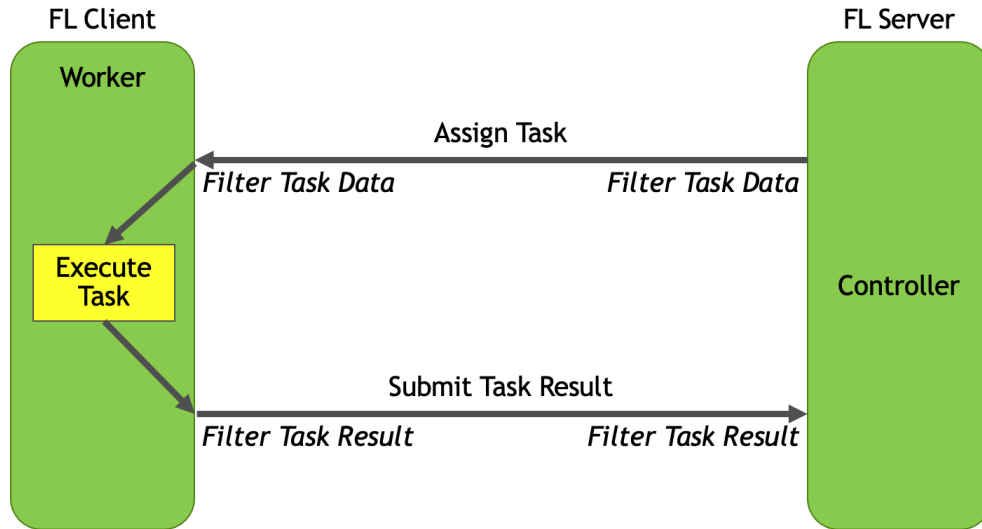 FL Client
FL Server
Worker
Assign Task
Filter Task Data
Filter Task Data
Execute
Task
Controller
Submit Task Result
Filter Task Result
Filter Task Result